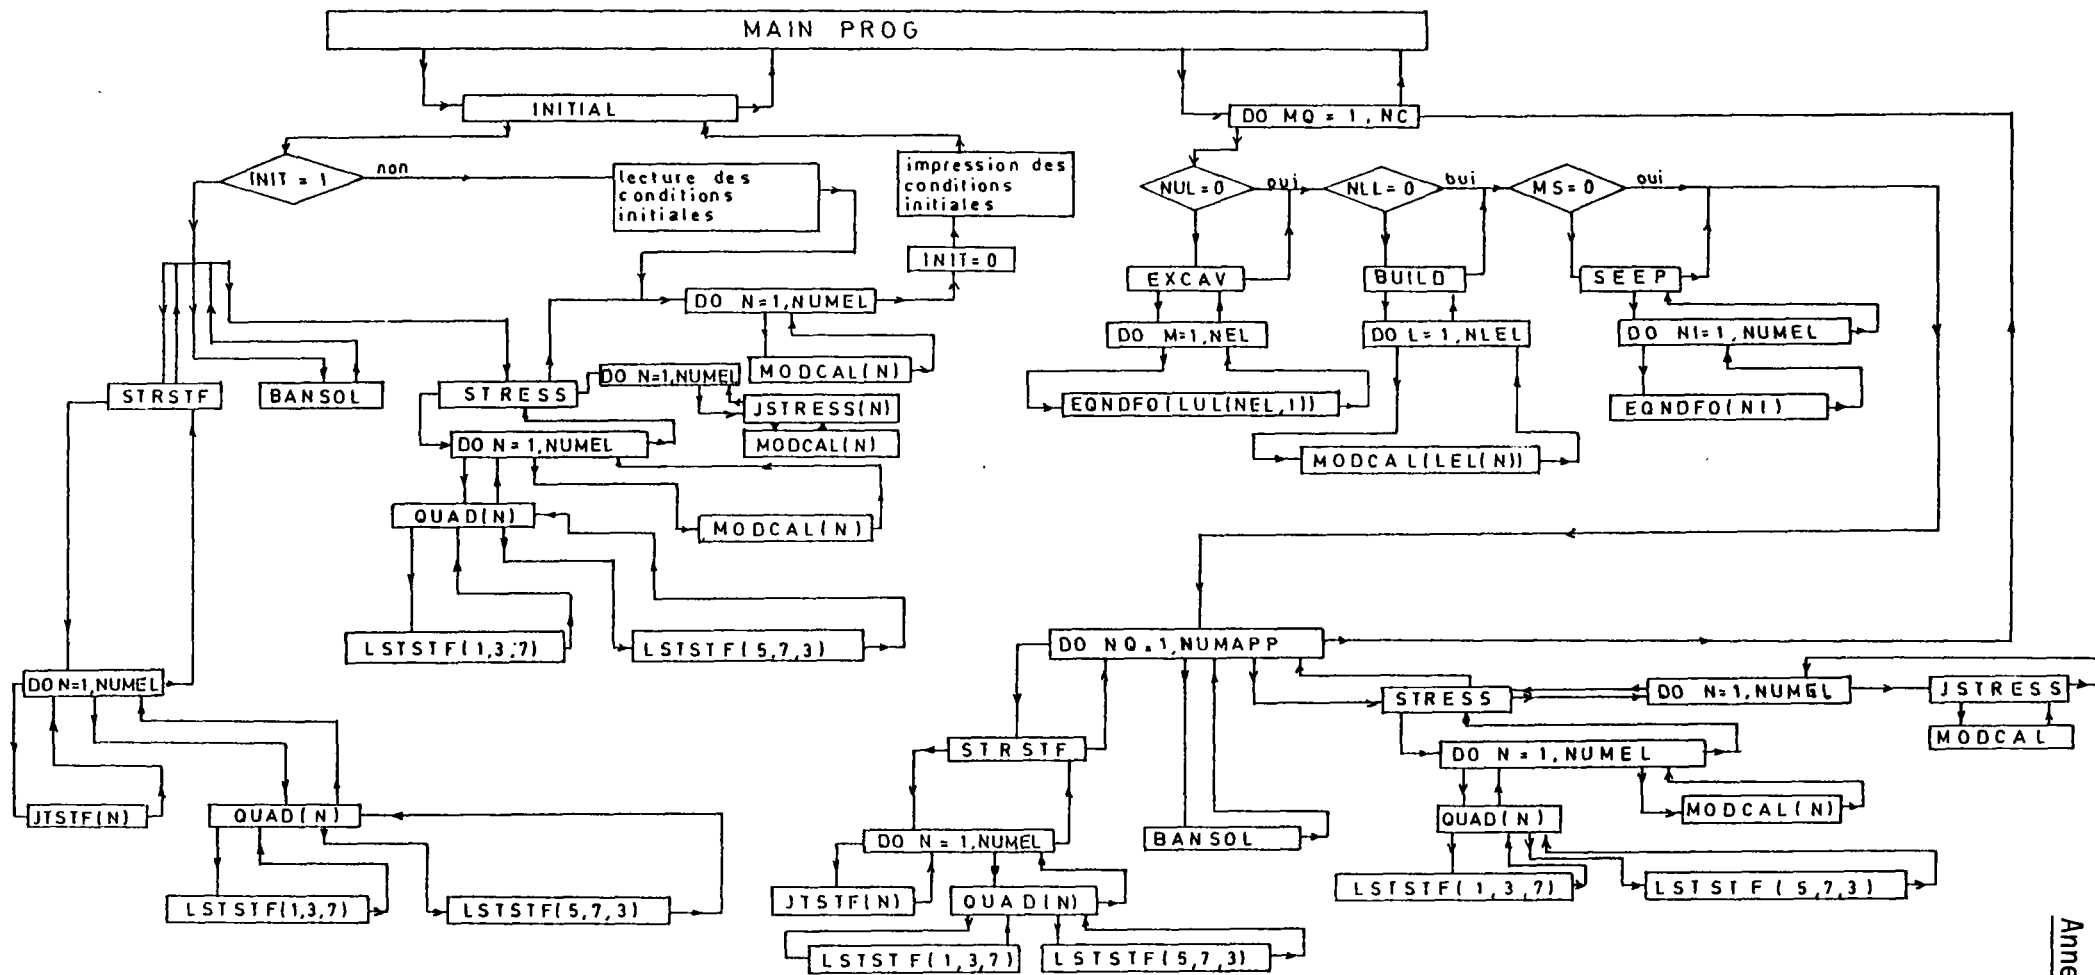 MAIN PROG
INITIAL
DO MQ = 1, NC
INIT = 1
non
lecture des
conditions
initiales
impression des
conditions
initiales
INIT=0
NUL=0
oui
NLL=0
oui
MS=0
oui
EXCAV
BUILD
SEEP
DO N=1,NUMEL
MODCAL(N)
DO M=1,NEL
DO L=1,NLEL
DO NI=1,NUMEL
EQNDFO(LUL(NEL,1))
MODCAL(LEL(N))
EQNDFO(NI)
STRSTF
BANSOL
STRESS
DO N=1,NUMEL
JSTRESS(N)
MODCAL(N)
DO N=1,NUMEL
QUAD(N)
MODCAL(N)
LSTSTF(1,3,7)
LSTSTF(5,7,3)
DO N=1,NUMEL
JTSTF(N)
QUAD(N)
LSTSTF(1,3,7)
LSTSTF(5,7,3)
DO NQ=1,NUMAPP
STRSTF
BANSOL
STRESS
DO N=1,NUMEL
JSTRESS
MODCAL
DO N=1,NUMEL
QUAD(N)
MODCAL(N)
LSTSTF(1,3,7)
LSTSTF(5,7,3)
DO N=1,NUMEL
JTSTF(N)
QUAD(N)
LSTSTF(1,3,7)
LSTSTF(5,7,3)